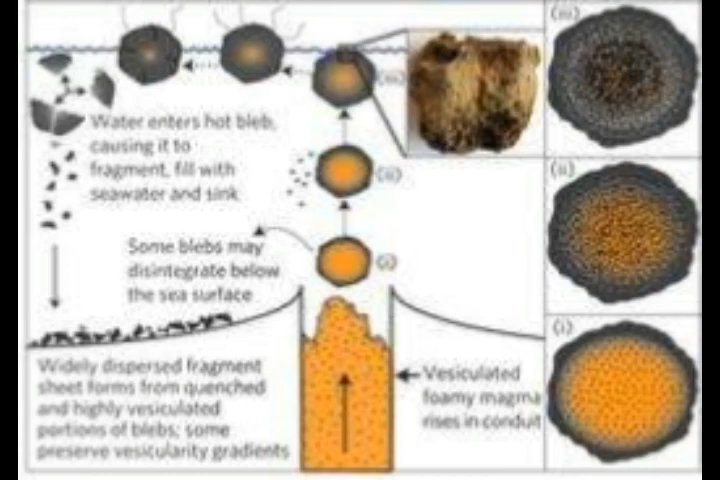 (iii)
Water enters hot bleb,
causing it to
fragment, fill with
seawater and sink
(iii)
(ii)
(ii)
Some blebs may
disintegrate below
the sea surface
(i)
(i)
Widely dispersed fragment
sheet forms from quenched
and highly vesiculated
portions of blebs; some
preserve vesicularity gradients
Vesiculated
foamy magma
rises in conduit